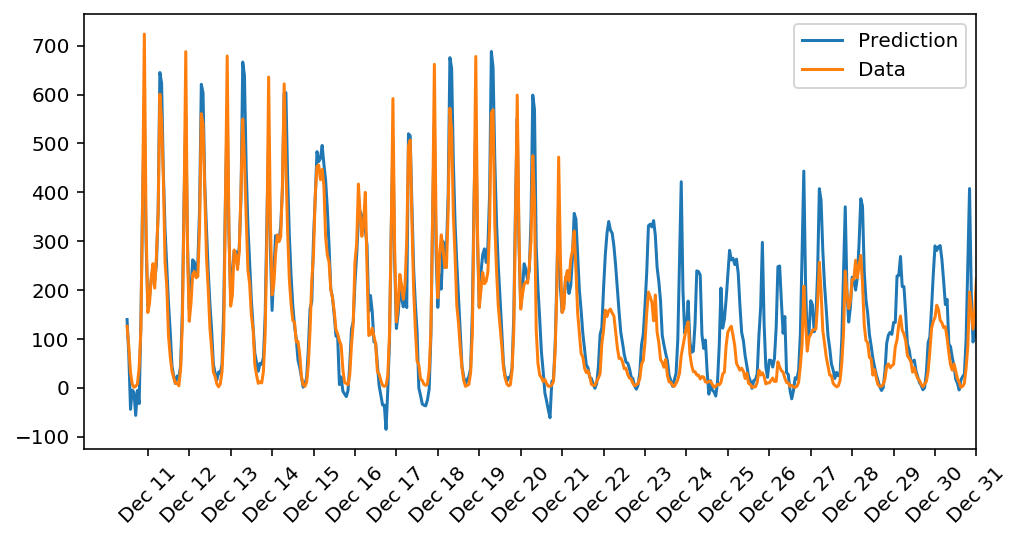 700
600
500
400
300
200
100
0
−100
Prediction
Data
Dec 11
Dec 12
Dec 13
Dec 14
Dec 15
Dec 16
Dec 17
Dec 18
Dec 19
Dec 20
Dec 21
Dec 22
Dec 23
Dec 24
Dec 25
Dec 26
Dec 27
Dec 28
Dec 29
Dec 30
Dec 31